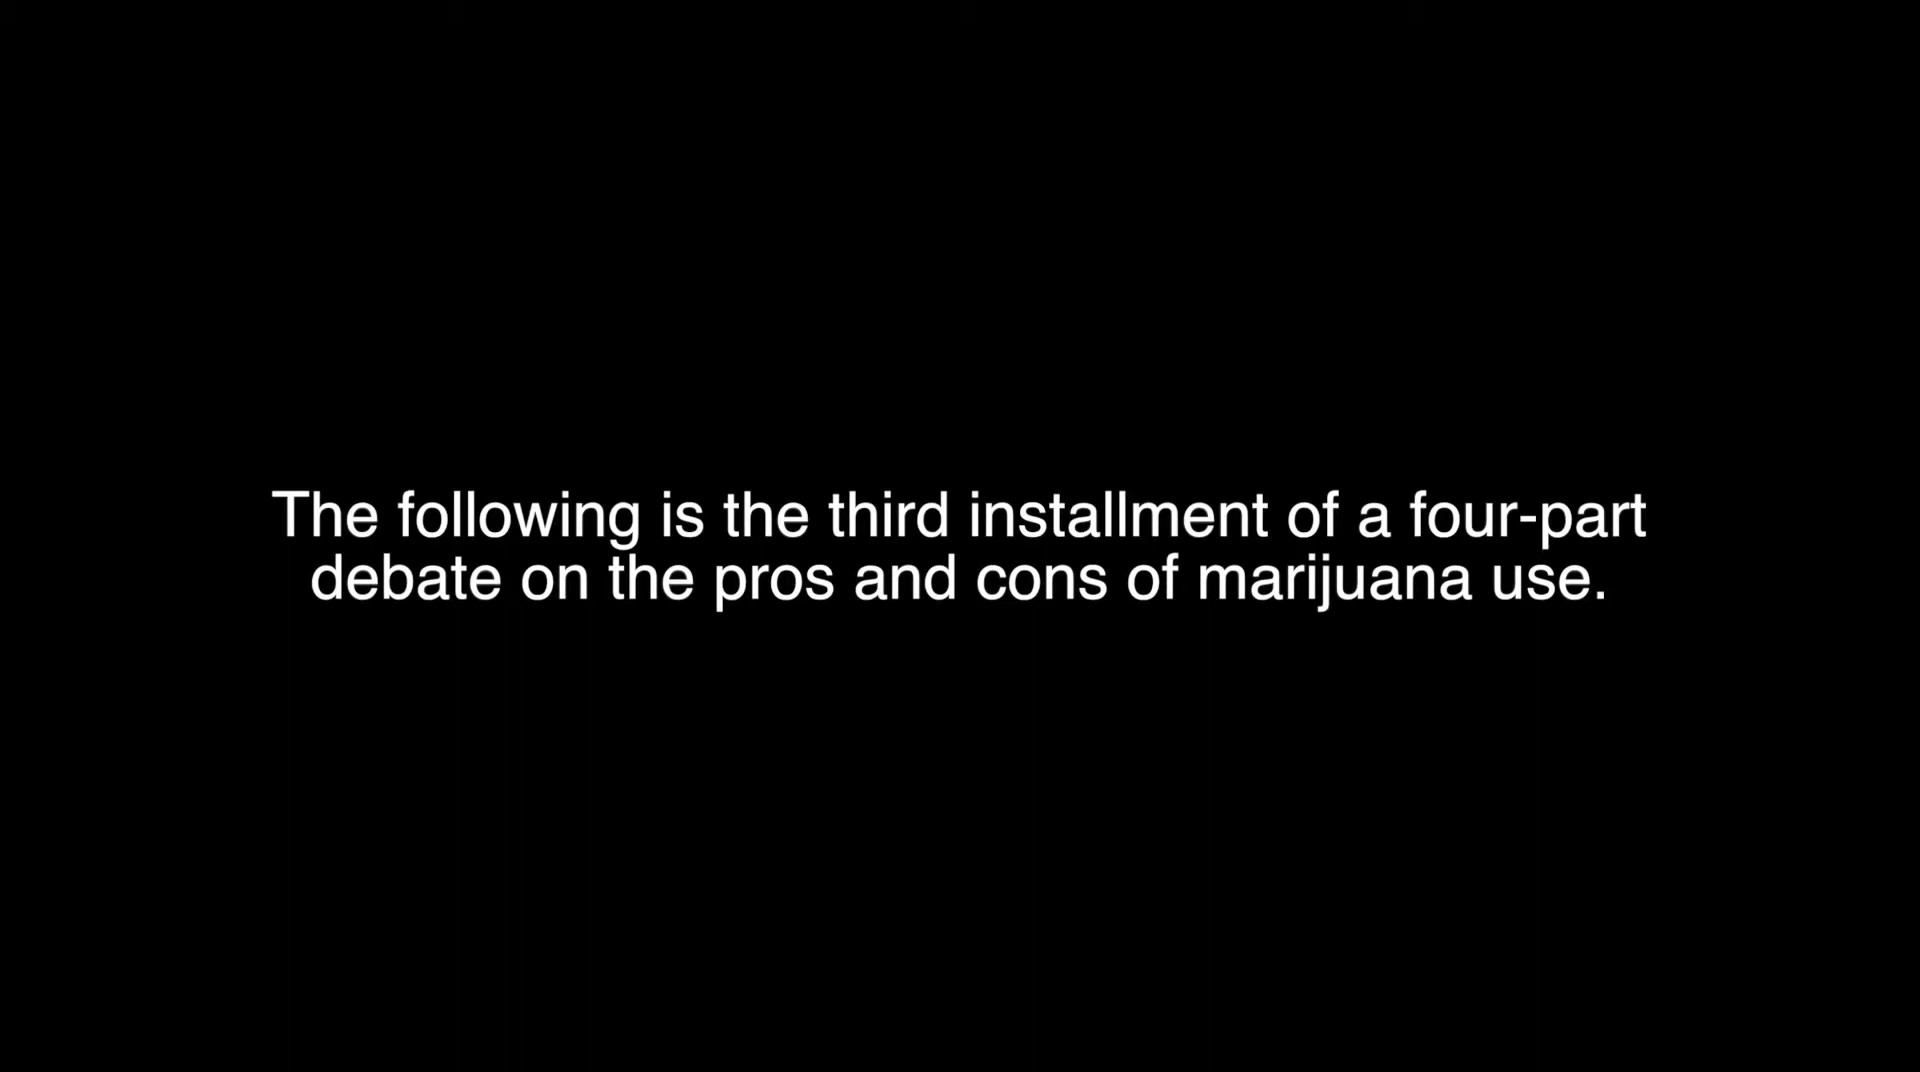 The following is the third installment of a four-part
debate on the pros and cons of marijuana use.